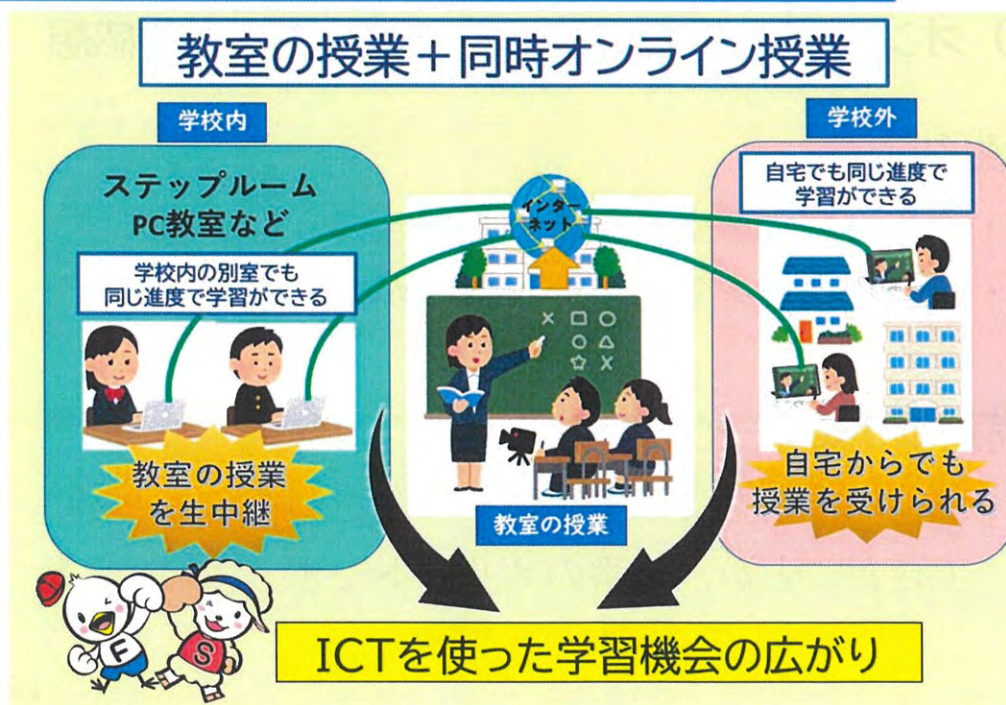 教室の授業＋同時オンライン授業
学校内
ステップルーム
PC教室など
学校内の別室でも
同じ進度で学習ができる
教室の授業
を生中継
インター
ネット
教室の授業
学校外
自宅でも同じ進度で
学習ができる
自宅からでも
授業を受けられる
F
S
ICTを使った学習機会の広がり